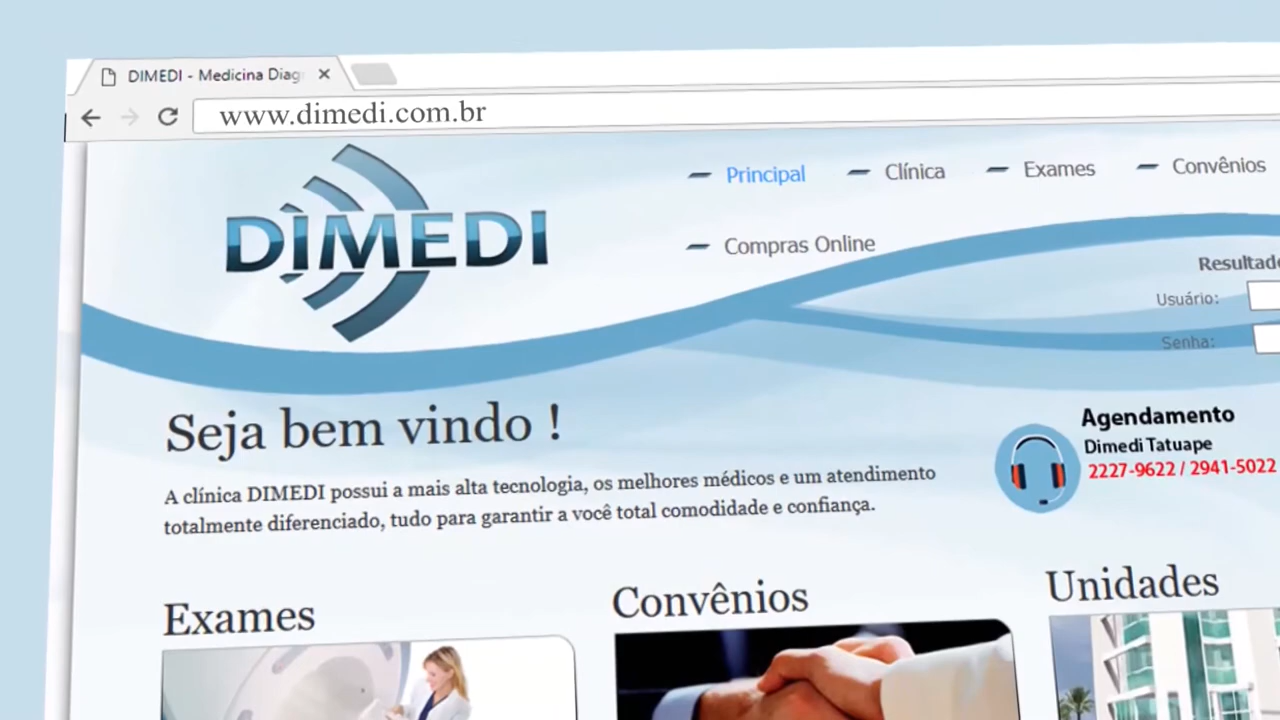 DIMEDI - Medicina Diag
www.dimedi.com.br
DIMEDI
Principal
Clínica
Exames
Convênios
Compras Online
Resultado
Usuário:
Senha:
Seja bem vindo !
A clínica DIMEDI possui a mais alta tecnologia, os melhores médicos e um atendimento
totalmente diferenciado, tudo para garantir a você total comodidade e confiança.
Agendamento
Dimedi Tatuape
2227-9622 / 2941-5022
Exames
Convênios
Unidades